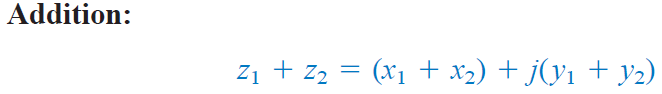 Addition:
z₁ + z₂ = (x₁ + x₂) + j(y₁ + y₂)